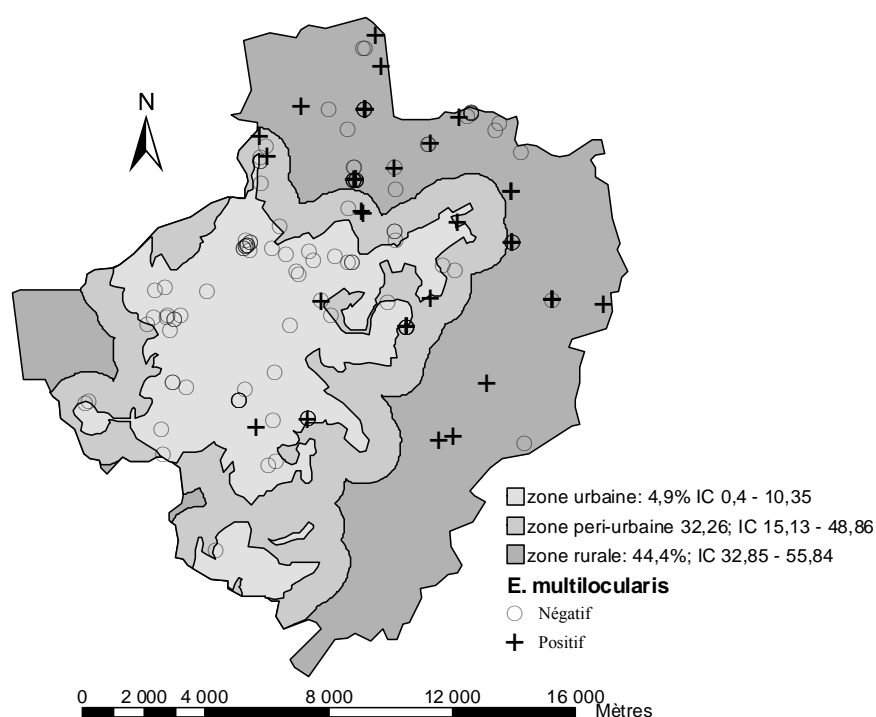 N
zone urbaine: 4,9% IC 0,4 - 10,35
zone peri-urbaine 32,26; IC 15,13 - 48,86
zone rurale: 44,4%; IC 32,85 - 55,84
E. multilocularis
Négatif
Positif
0 2 000 4 000 8 000 12 000 16 000
Mètres